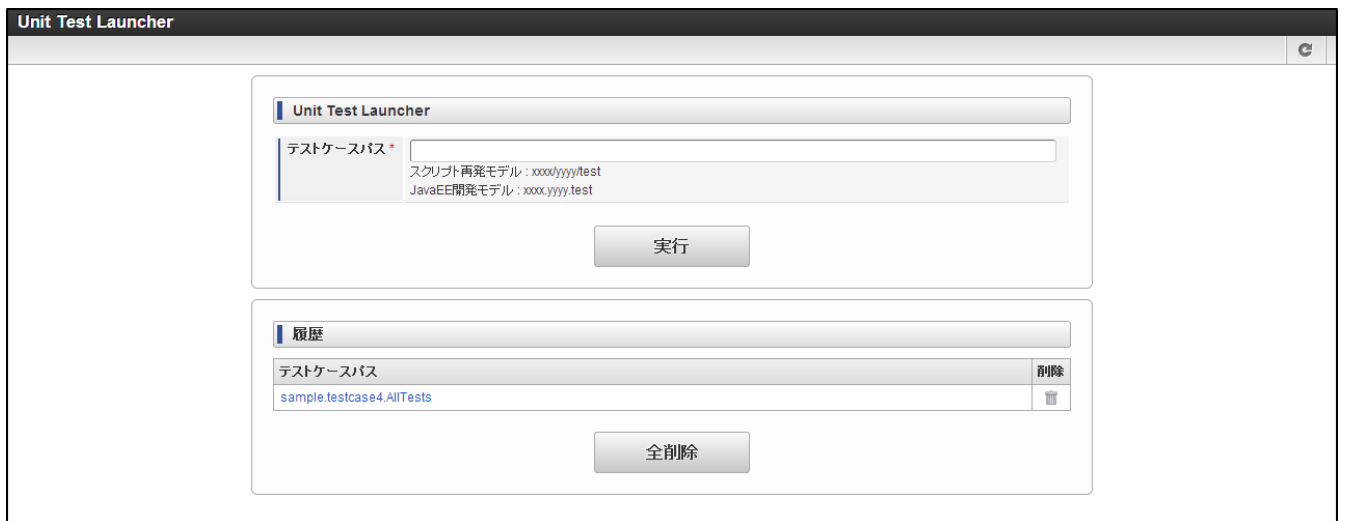 Unit Test Launcher
Unit Test Launcher
テストケースパス *
スクリプト再発モデル : xxxx/yyyy/test
JavaEE開発モデル : xxxx.yyyy.test
実行
履歴
テストケースパス 削除
sample.testcase4.AllTests
全削除